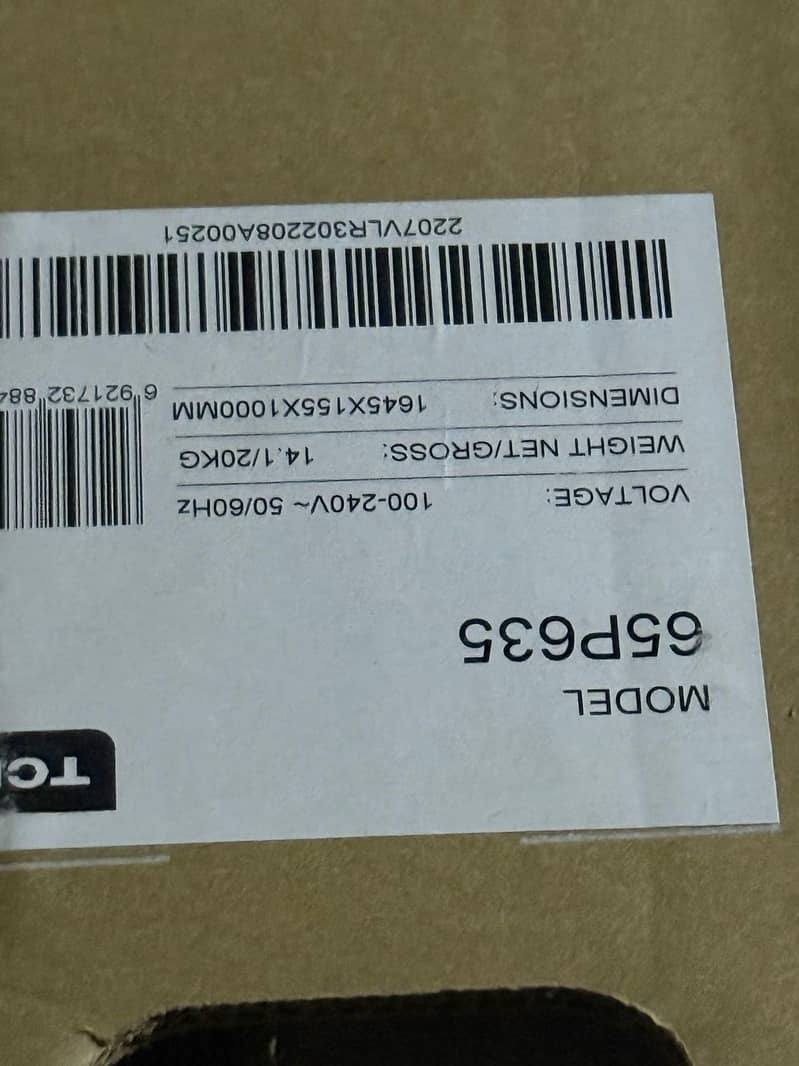 TCL
MODEL
65P635
VOLTAGE: 100-240V~ 50/60Hz
WEIGHT NET/GROSS: 14.1/20KG
DIMENSIONS: 1645X155X1000MM
6 921732 884
2207VLR302208A00251